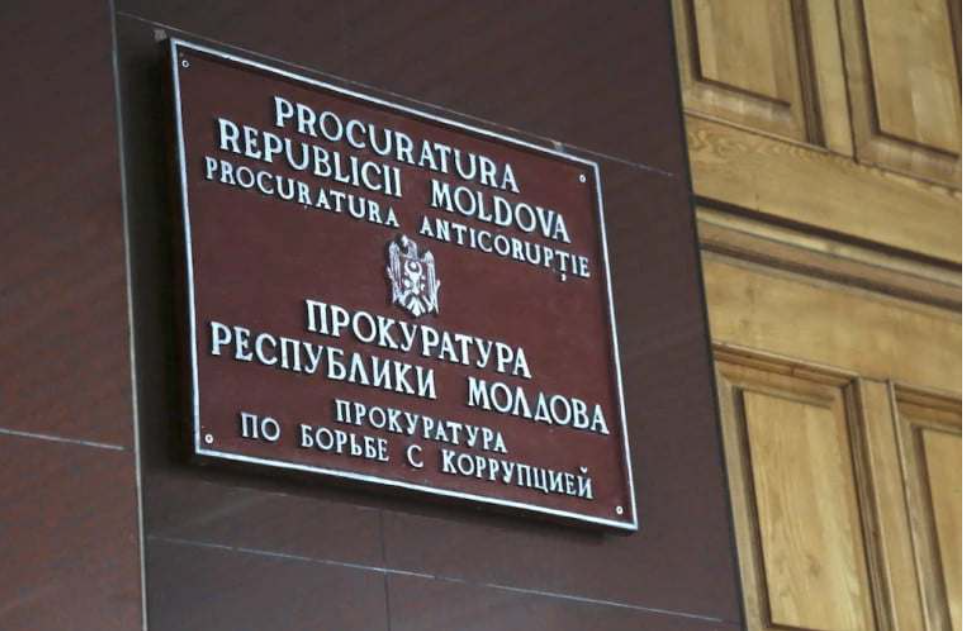 PROCURATURA
REPUBLICII MOLDOVA
PROCURATURA ANTICORUPȚIE
ПРОКУРАТУРА
РЕСПУБЛИКИ МОЛДОВА
ПРОКУРАТУРА
ПО БОРЬБЕ С КОРРУПЦИЕЙ